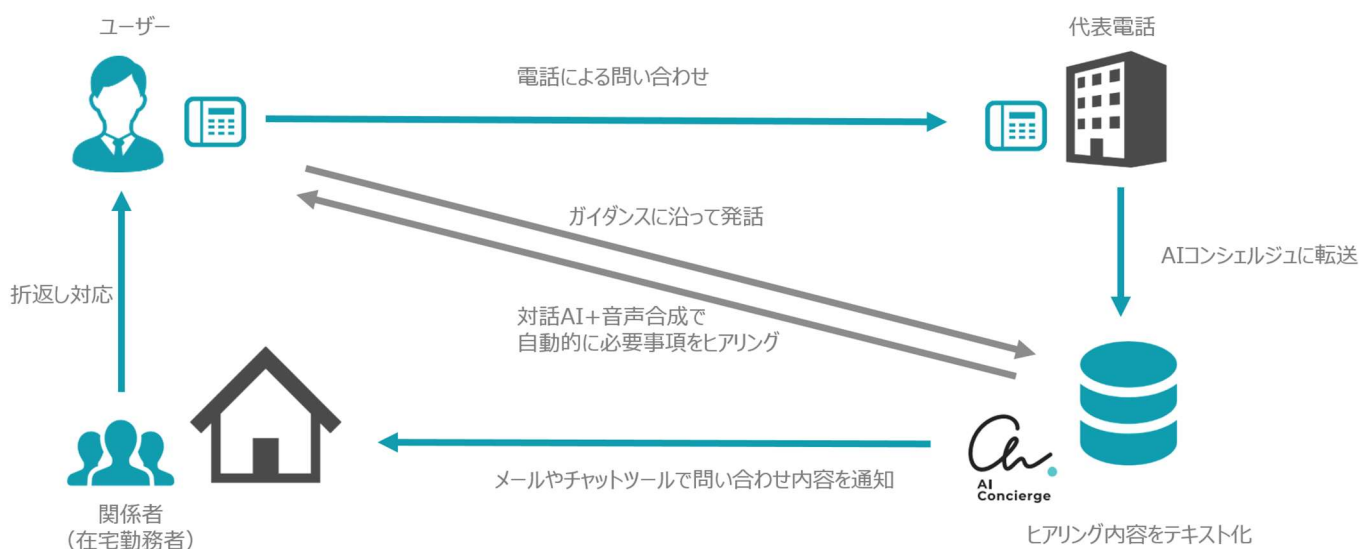 ユーザー
代表電話
電話による問い合わせ
ガイダンスに沿って発話
AIコンシェルジュに転送
折返し対応
対話AI+音声合成で
自動的に必要事項をヒアリング
メールやチャットツールで問い合わせ内容を通知
AI
Concierge
関係者
（在宅勤務者）
ヒアリング内容をテキスト化